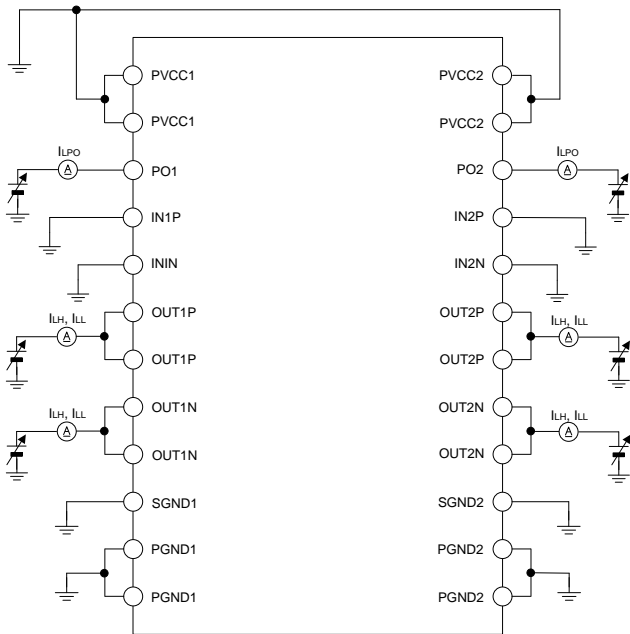 PVCC1 PVCC2
PVCC1 PVCC2
ILPO ILPO
A PO1 PO2 A
IN1P IN2P
ININ IN2N
OUT1P OUT2P
ILH, ILL ILH, ILL
A A
OUT1P OUT2P
OUT1N OUT2N
ILH, ILL ILH, ILL
A A
OUT1N OUT2N
SGND1 SGND2
PGND1 PGND2
PGND1 PGND2